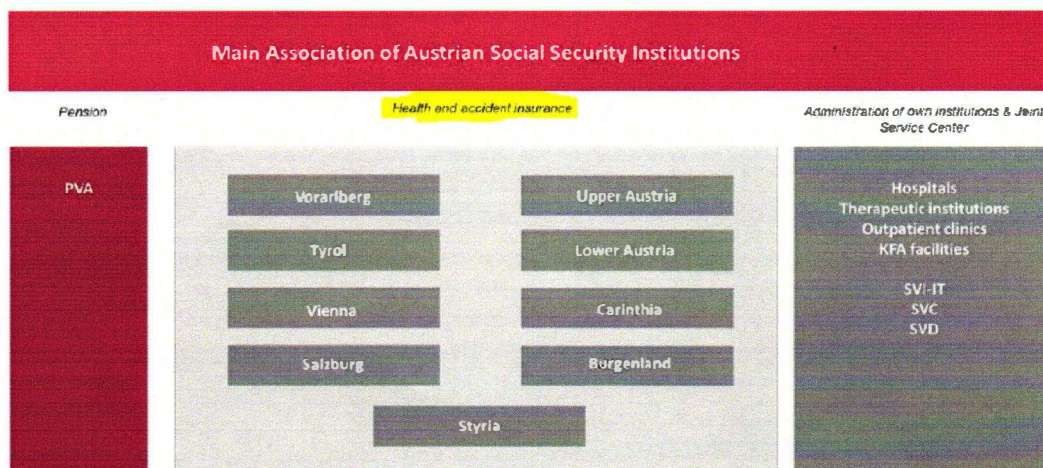 Main Association of Austrian Social Security Institutions
Pension
Health and accident insurance
Administration of own institutions & Joint
Service Center
PVA
Vorarlberg
Upper Austria
Tyrol
Lower Austria
Vienna
Carinthia
Salzburg
Burgenland
Styria
Hospitals
Therapeutic institutions
Outpatient clinics
KFA facilities
SVI-IT
SVC
SVD